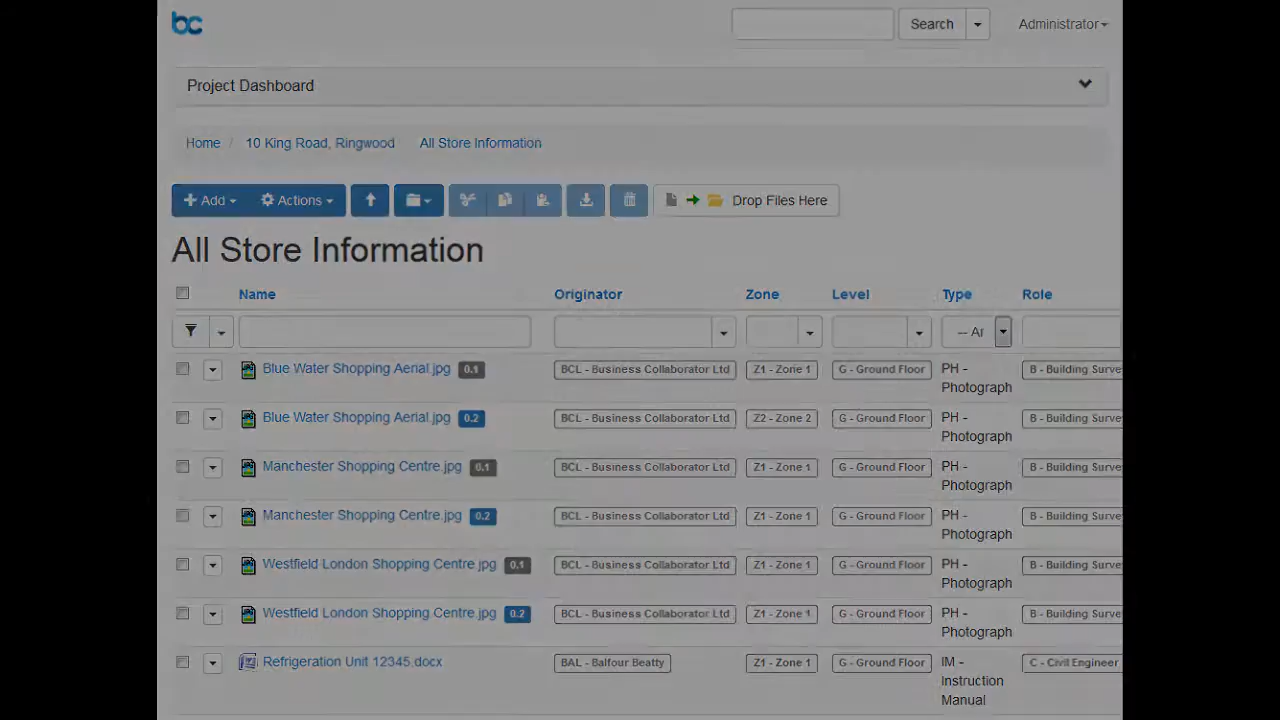 bc Search Administrator
Project Dashboard
Home / 10 King Road, Ringwood All Store Information
Add Actions Drop Files Here
All Store Information
Name Originator Zone Level Type Role
-- Ar
Blue Water Shopping Aerial.jpg 0.1 BCL - Business Collaborator Ltd Z1 - Zone 1 G - Ground Floor PH - Photograph B - Building Surve
Blue Water Shopping Aerial.jpg 0.2 BCL - Business Collaborator Ltd Z2 - Zone 2 G - Ground Floor PH - Photograph B - Building Surve
Manchester Shopping Centre.jpg 0.1 BCL - Business Collaborator Ltd Z1 - Zone 1 G - Ground Floor PH - Photograph B - Building Surve
Manchester Shopping Centre.jpg 0.2 BCL - Business Collaborator Ltd Z1 - Zone 1 G - Ground Floor PH - Photograph B - Building Surve
Westfield London Shopping Centre.jpg 0.1 BCL - Business Collaborator Ltd Z1 - Zone 1 G - Ground Floor PH - Photograph B - Building Surve
Westfield London Shopping Centre.jpg 0.2 BCL - Business Collaborator Ltd Z1 - Zone 1 G - Ground Floor PH - Photograph B - Building Surve
Refrigeration Unit 12345.docx BAL - Balfour Beatty Z1 - Zone 1 G - Ground Floor IM - Instruction Manual C - Civil Engineer